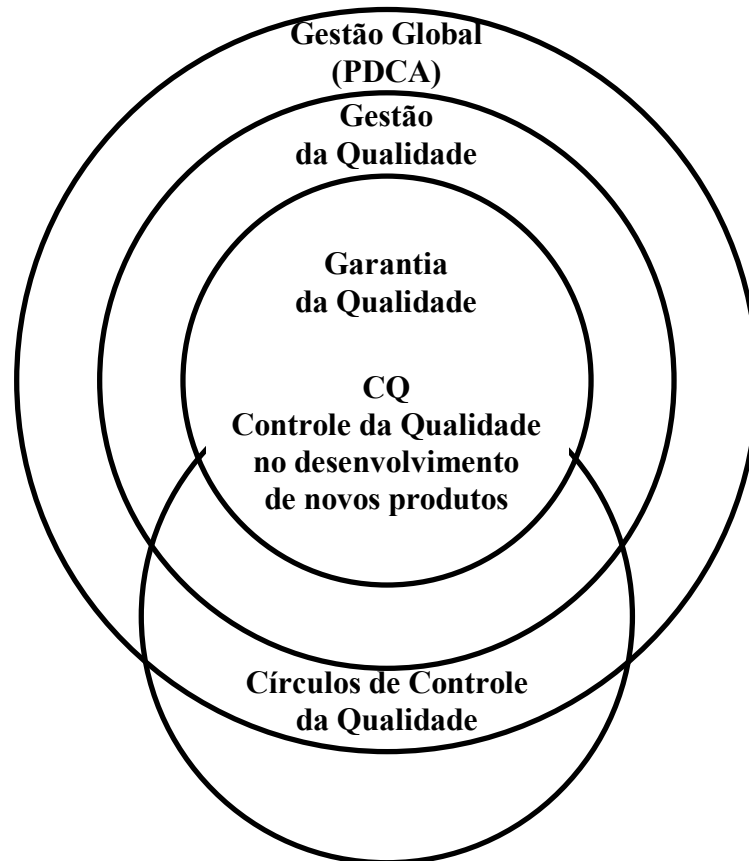 Gestão Global
(PDCA)
Gestão
da Qualidade
Garantia
da Qualidade
CQ
Controle da Qualidade
no desenvolvimento
de novos produtos
Círculos de Controle
da Qualidade